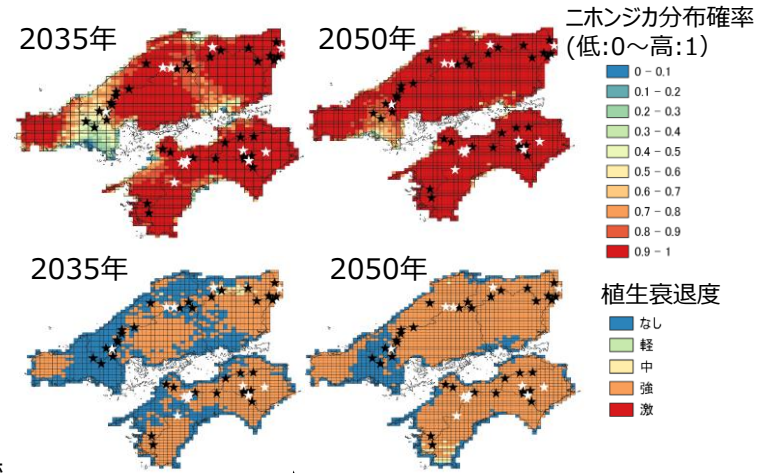 2035年
2050年
ニホンジカ分布確率
(低:0～高:1)
0 - 0.1
0.1 - 0.2
0.2 - 0.3
0.3 - 0.4
0.4 - 0.5
0.5 - 0.6
0.6 - 0.7
0.7 - 0.8
0.8 - 0.9
0.9 - 1
2035年
2050年
植生衰退度
なし
軽
中
強
激